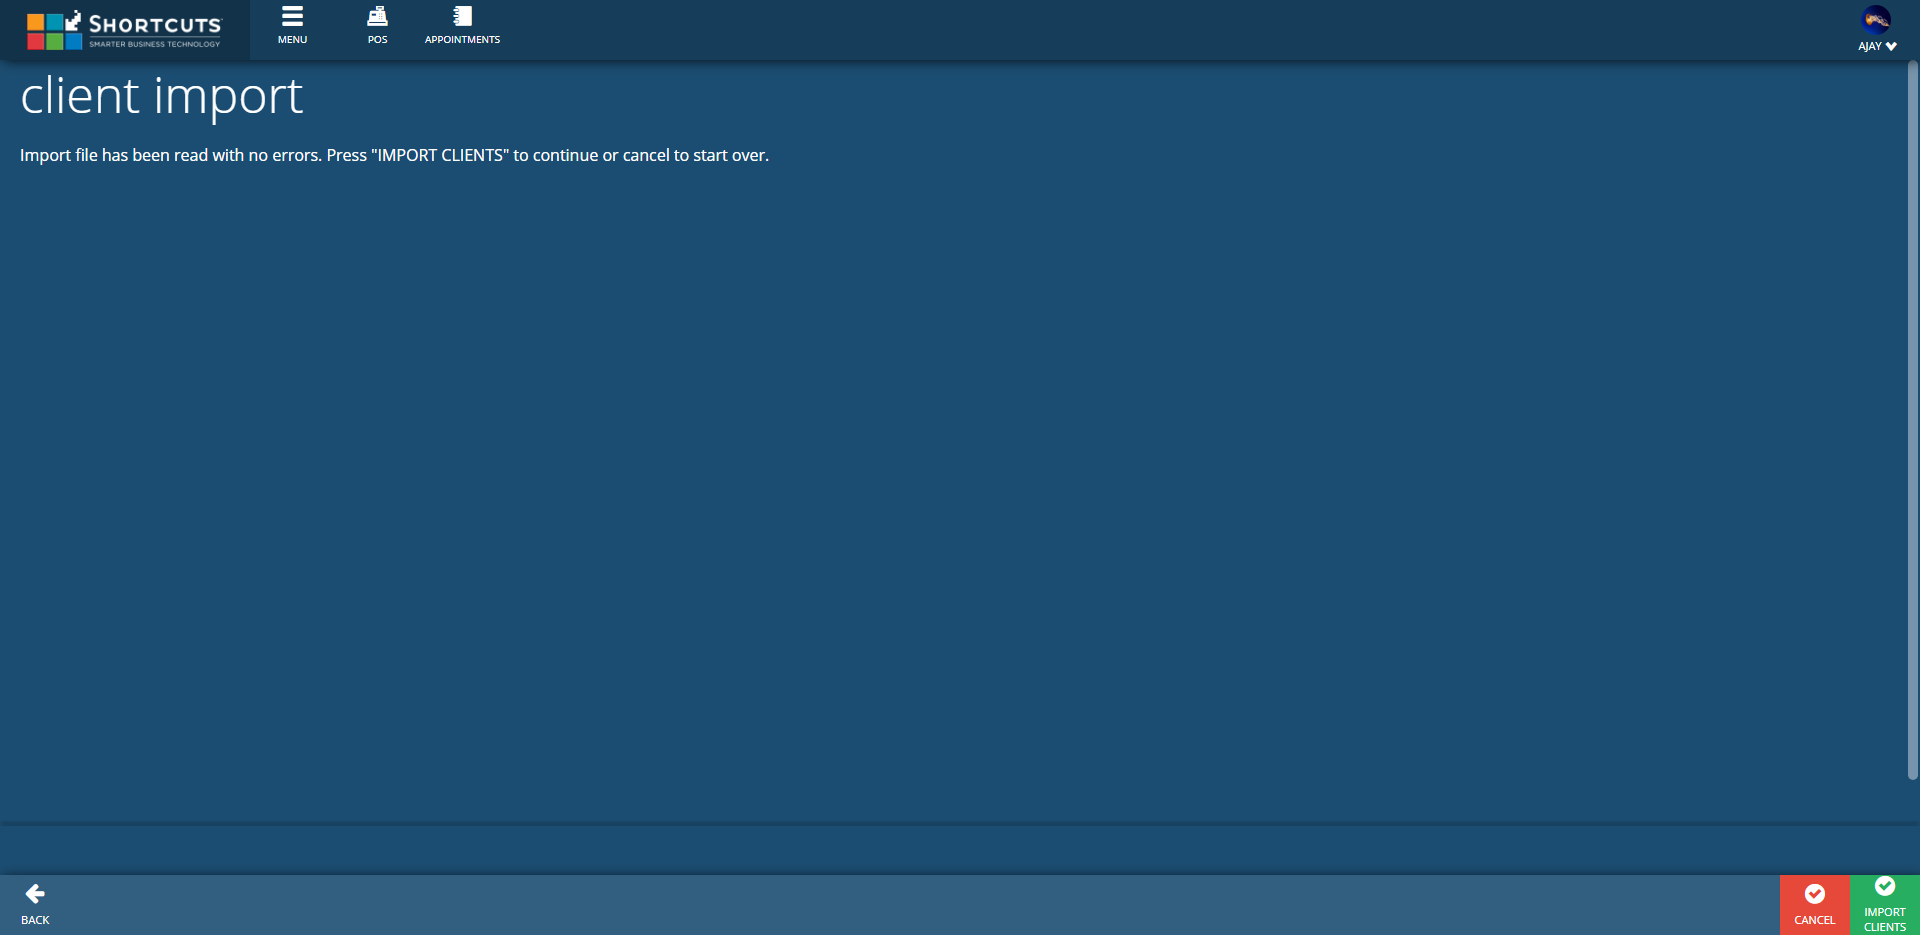 SHORTCUTS
SMARTER BUSINESS TECHNOLOGY
MENU
POS
APPOINTMENTS
AJAY
client import
Import file has been read with no errors. Press "IMPORT CLIENTS" to continue or cancel to start over.
BACK
CANCEL
IMPORT
CLIENTS